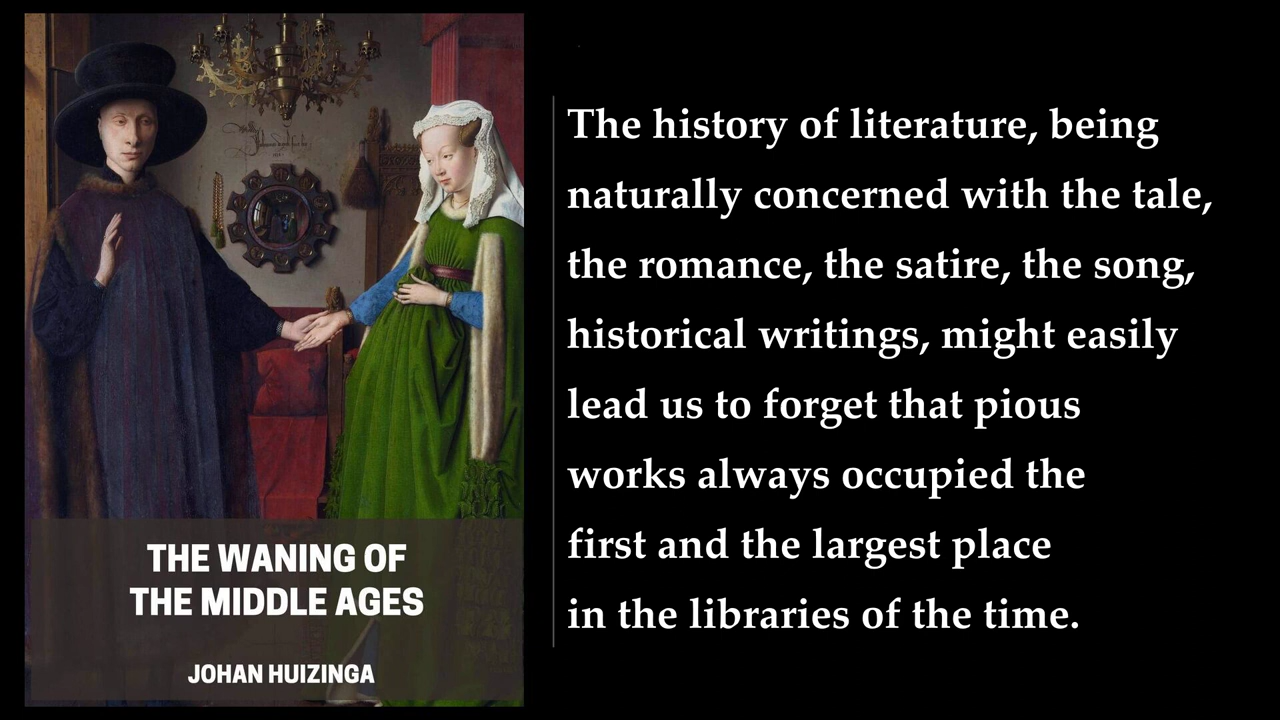 THE WANING OF
THE MIDDLE AGES
JOHAN HUIZINGA
The history of literature, being
naturally concerned with the tale,
the romance, the satire, the song,
historical writings, might easily
lead us to forget that pious
works always occupied the
first and the largest place
in the libraries of the time.